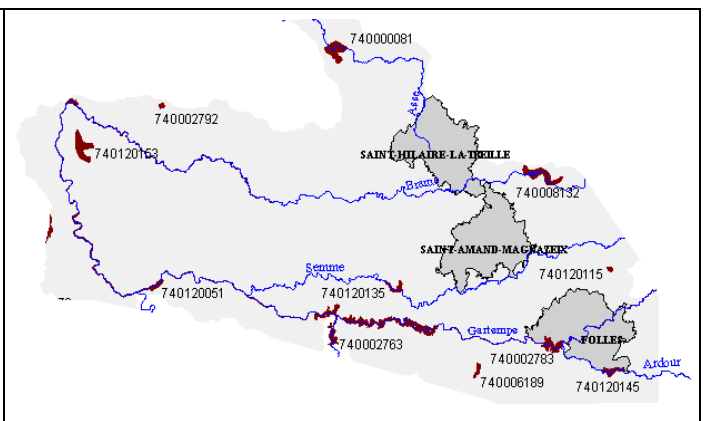 740000081
Asse
740002792
740120153
SAINT-HILAIRE-LA-TREILLE
Brame
740008132
SAINT-AMAND-MAGNAZEIX
Semme
740120115
740120051
740120135
Gartempe
FOLLES
740002763
740002783
Ardour
740006189
740120145